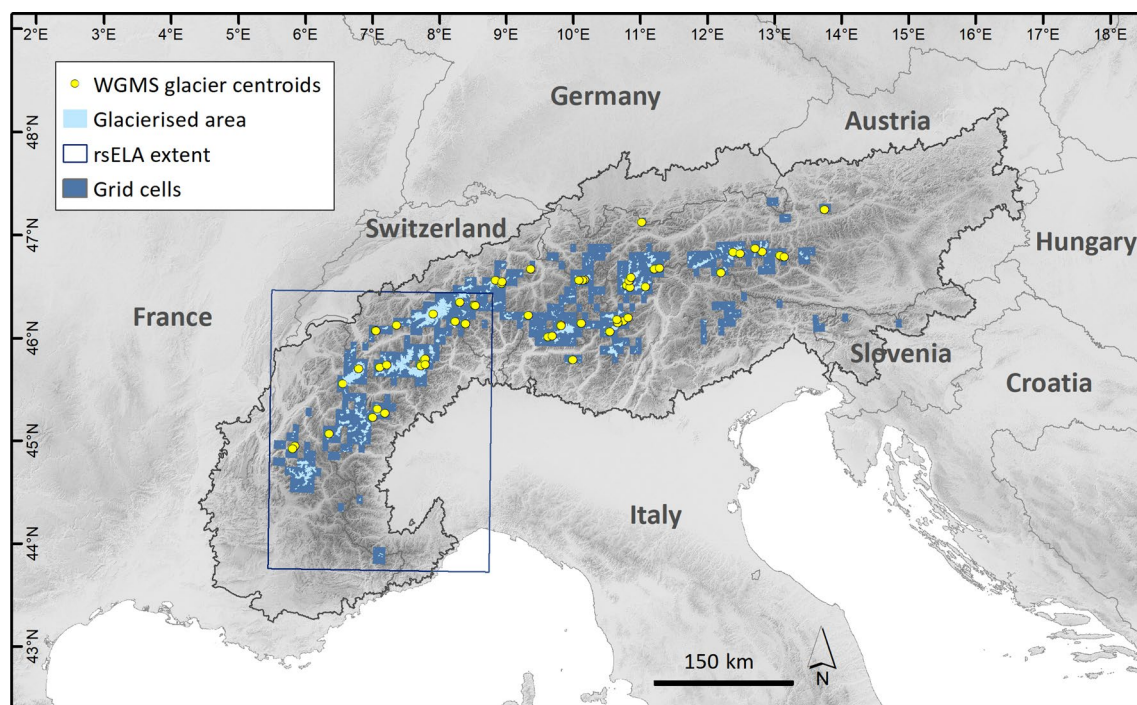 2°E 3°E 4°E 5°E 6°E 7°E 8°E 9°E 10°E 11°E 12°E 13°E 14°E 15°E 16°E 17°E 18°E
WGMS glacier centroids
Glacierised area
rsELA extent
Grid cells
Germany
Austria
48°N
Switzerland
47°N
Hungary
France
46°N
Slovenia
Croatia
45°N
Italy
44°N
43°N
150 km
N